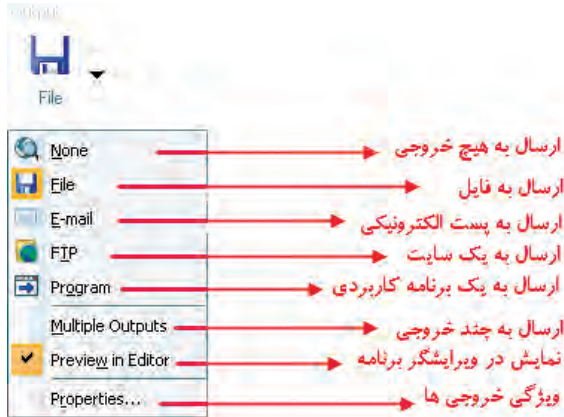 Output
File
None ارسال به هیچ خروجی
File ارسال به فایل
E-mail ارسال به پست الکترونیکی
FTP ارسال به یک سایت
Program ارسال به یک برنامه کاربردی
Multiple Outputs ارسال به چند خروجی
Preview in Editor نمایش در ویرایشگر برنامه
Properties... ویژگی خروجی ها